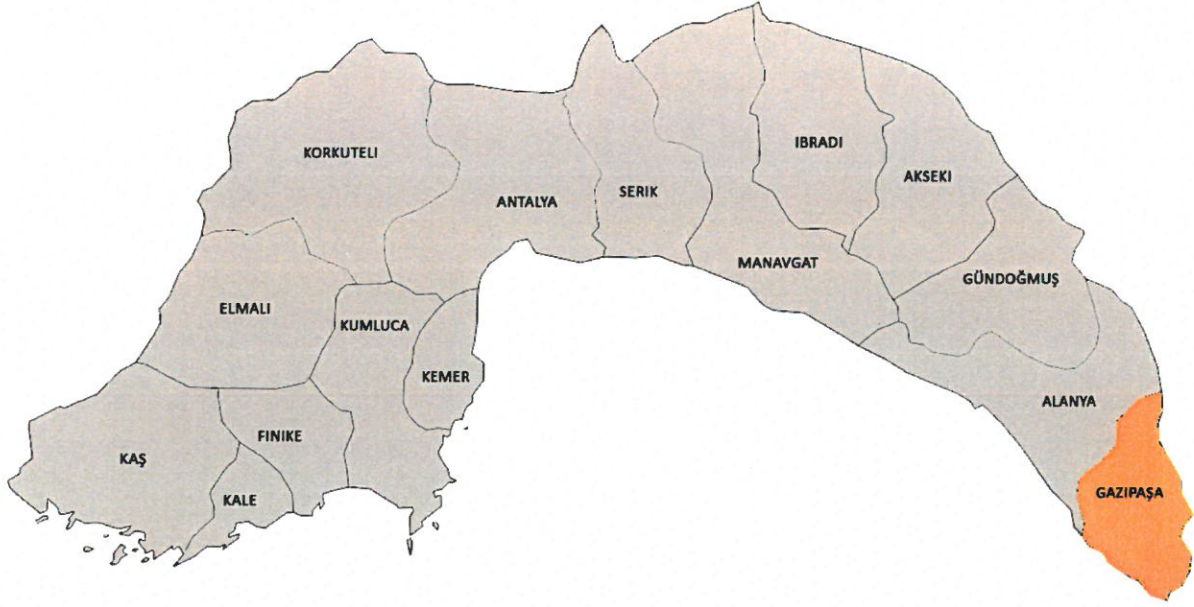 KORKUTELI
ANTALYA
SERIK
IBRADI
AKSEKI
MANAVGAT
GÜNDOĞMUŞ
ELMALI
KUMLUCA
KEMER
ALANYA
KAŞ
FINIKE
KALE
GAZIPAŞA